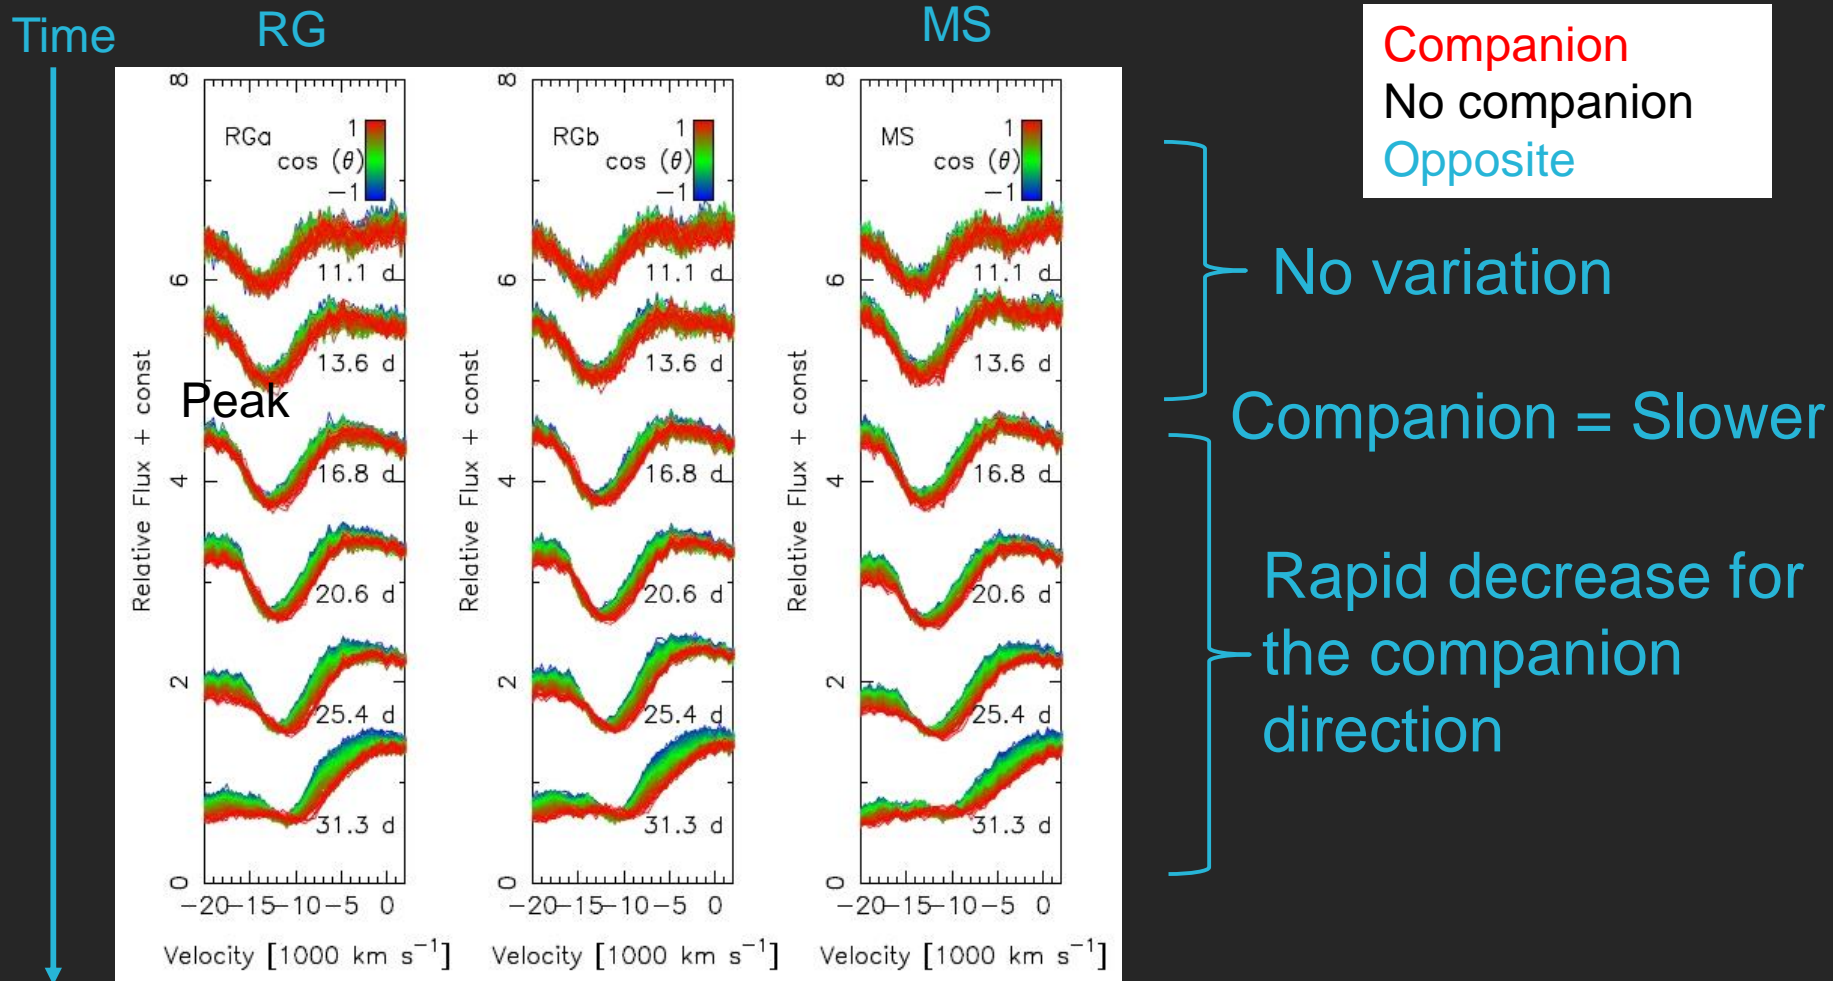 Time
RG
MS
Companion
No companion
Opposite
RGa
1
cos (θ)
−1
11.1 d
13.6 d
Peak
16.8 d
20.6 d
25.4 d
31.3 d
8
6
4
2
0
Relative Flux + const
−20−15−10−5 0
Velocity [1000 km s⁻¹]
RGb
1
cos (θ)
−1
11.1 d
13.6 d
16.8 d
20.6 d
25.4 d
31.3 d
8
6
4
2
0
Relative Flux + const
−20−15−10−5 0
Velocity [1000 km s⁻¹]
MS
1
cos (θ)
−1
11.1 d
13.6 d
16.8 d
20.6 d
25.4 d
31.3 d
8
6
4
2
0
Relative Flux + const
−20−15−10−5 0
Velocity [1000 km s⁻¹]
No variation
Companion = Slower
Rapid decrease for
the companion
direction